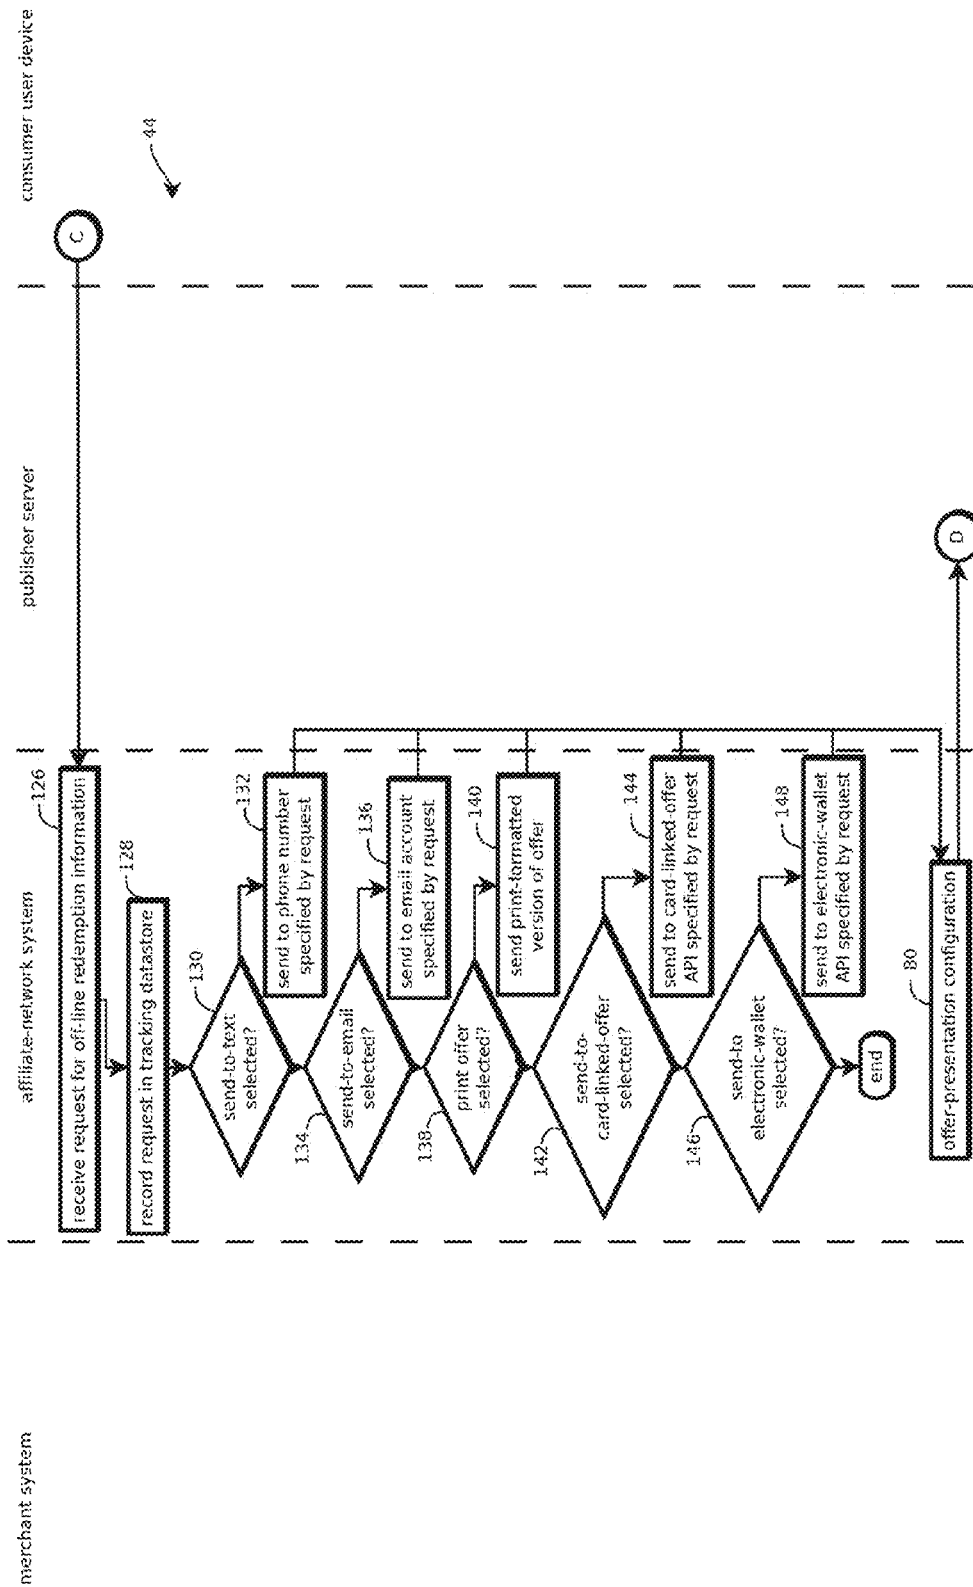 merchant system
affiliate-network system
publisher server
consumer user device
C
44
126
receive request for off-line redemption information
128
record request in tracking datastore
130
send-to-text
selected?
132
send to phone number
specified by request
134
send-to-email
selected?
136
send to email account
specified by request
138
print offer
selected?
140
send print-formatted
version of offer
142
send-to-
card-linked-offer
selected?
144
send to card-linked-offer
API specified by request
146
send-to
electronic-wallet
selected?
148
send to electronic-wallet
API specified by request
end
80
offer-presentation configuration
D